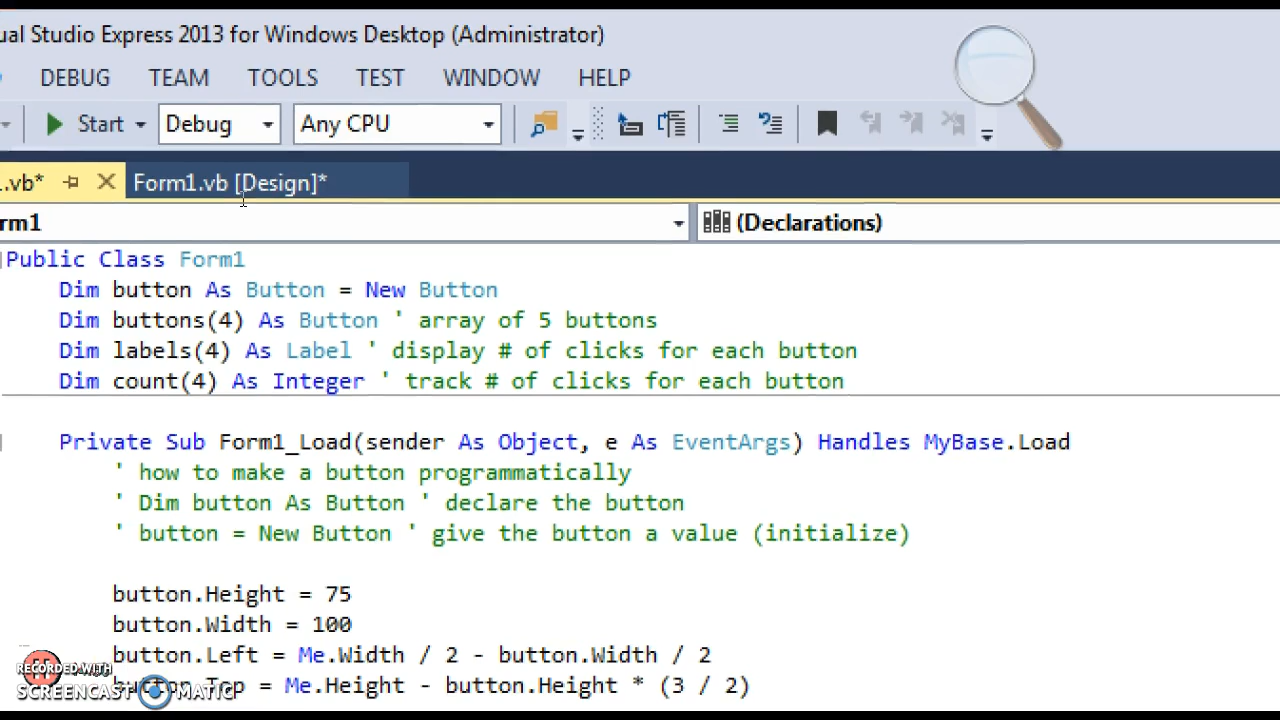 ual Studio Express 2013 for Windows Desktop (Administrator)
DEBUG TEAM TOOLS TEST WINDOW HELP
Start Debug Any CPU
1.vb* Form1.vb [Design]*
rm1 (Declarations)
Public Class Form1
Dim button As Button = New Button
Dim buttons(4) As Button ' array of 5 buttons
Dim labels(4) As Label ' display # of clicks for each button
Dim count(4) As Integer ' track # of clicks for each button
Private Sub Form1_Load(sender As Object, e As EventArgs) Handles MyBase.Load
' how to make a button programmatically
' Dim button As Button ' declare the button
' button = New Button ' give the button a value (initialize)
button.Height = 75
button.Width = 100
button.Left = Me.Width / 2 - button.Width / 2
button.Top = Me.Height - button.Height * (3 / 2)
RECORDED WITH
SCREENCAST MATIC